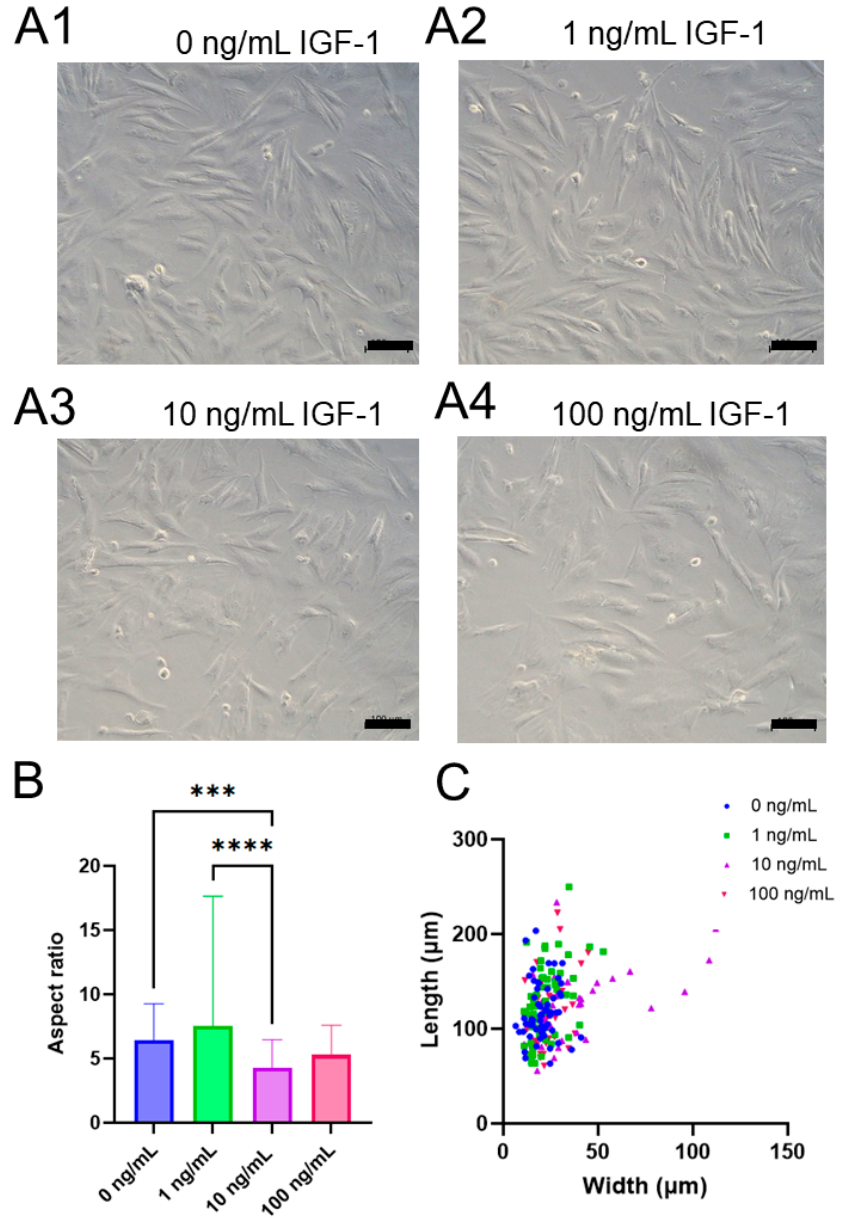 A1
0 ng/mL IGF-1
A2
1 ng/mL IGF-1
A3
10 ng/mL IGF-1
A4
100 ng/mL IGF-1
B
***
****
20
15
10
5
0
Aspect ratio
0 ng/mL
1 ng/mL
10 ng/mL
100 ng/mL
C
0 ng/mL
1 ng/mL
10 ng/mL
100 ng/mL
300
200
100
0
Length (µm)
0
50
100
150
Width (µm)